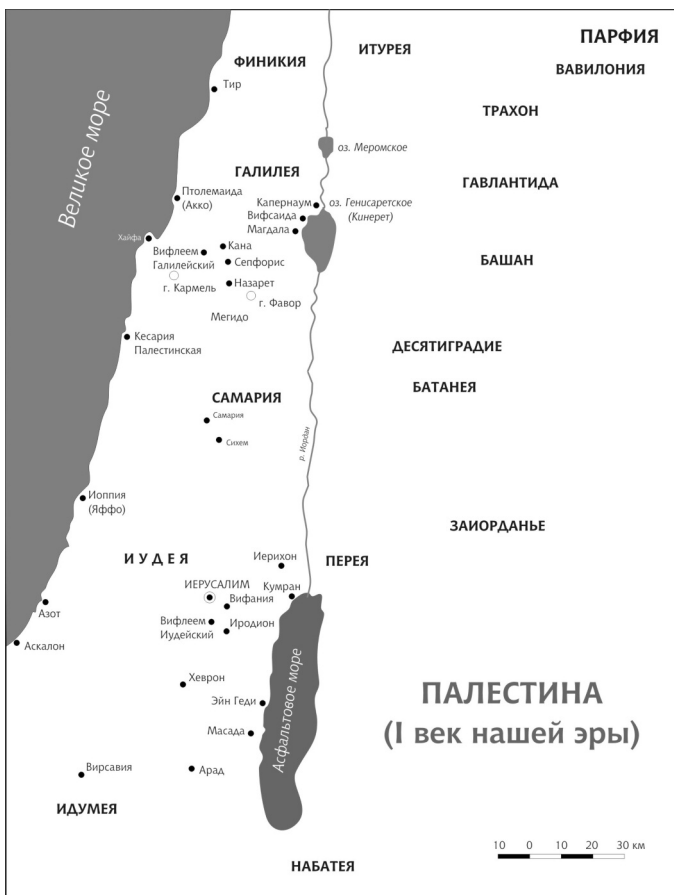 ПАРФИЯ
ИТУРЕЯ
ФИНИКИЯ
ВАВИЛОНИЯ
Тир
ТРАХОН
Великое море
оз. Меромское
ГАЛИЛЕЯ
ГАВЛАНТИДА
Птолемаида
(Акко)
Капернаум
оз. Генисаретское
(Кинерет)
Вифсаида
Магдала
Хайфа
Кана
Вифлеем
Галилейский
Сепфорис
БАШАН
г. Кармель
Назарет
г. Фавор
Мегидо
Кесария
Палестинская
ДЕСЯТИГРАДИЕ
БАТАНЕЯ
САМАРИЯ
Самария
Сихем
р. Иордан
Иоппия
(Яффо)
ЗАИОРДАНЬЕ
ИУДЕЯ
Иерихон
ПЕРЕЯ
ИЕРУСАЛИМ
Кумран
Вифания
Азот
Вифлеем
Иудейский
Иродион
Аскалон
Хеврон
Эйн Геди
Асфальтовое море
ПАЛЕСТИНА
(I век нашей эры)
Масада
Вирсавия
Арад
ИДУМЕЯ
НАБАТЕЯ
10 0 10 20 30 км